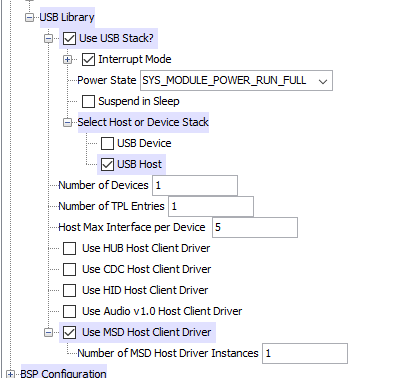 USB Library
Use USB Stack?
Interrupt Mode
Power State SYS_MODULE_POWER_RUN_FULL
Suspend in Sleep
Select Host or Device Stack
USB Device
USB Host
Number of Devices 1
Number of TPL Entries 1
Host Max Interface per Device 5
Use HUB Host Client Driver
Use CDC Host Client Driver
Use HID Host Client Driver
Use Audio v1.0 Host Client Driver
Use MSD Host Client Driver
Number of MSD Host Driver Instances 1
BSP Configuration